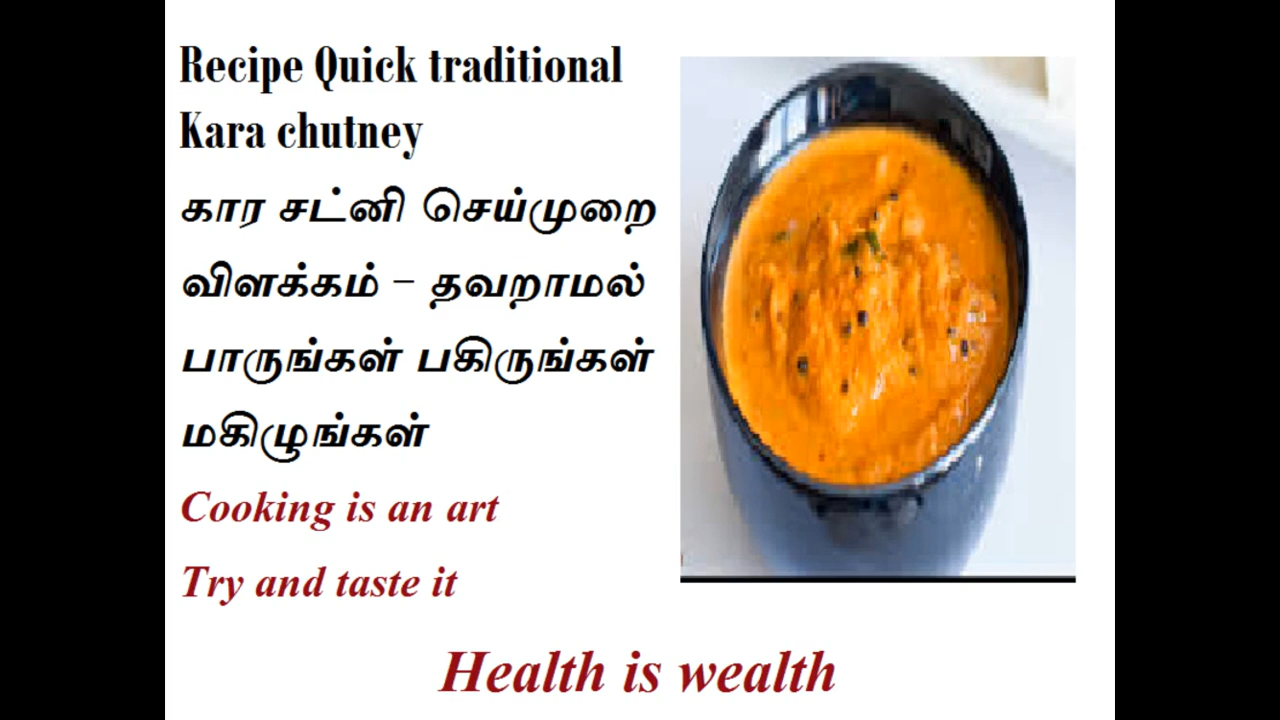 Recipe Quick traditional
Kara chutney
கார சட்னி செய்முறை
விளக்கம் – தவறாமல்
பாருங்கள் பகிருங்கள்
மகிழுங்கள்
Cooking is an art
Try and taste it
Health is wealth